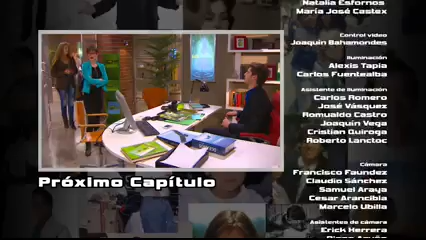 Natalia Esfornos
María José Castex
Control video
Joaquín Bahamondes
Iluminación
Alexis Tapia
Carlos Fuentealba
Asistente de Iluminación
Carlos Romero
José Vásquez
Romualdo Castro
Joaquín Vega
Cristian Quiroga
Roberto Lanctoc
Cámara
Francisco Faundez
Claudio Sánchez
Samuel Araya
Cesar Arancibia
Marcelo Ubilla
Asistentes de cámara
Erick Herrera
Próximo Capítulo